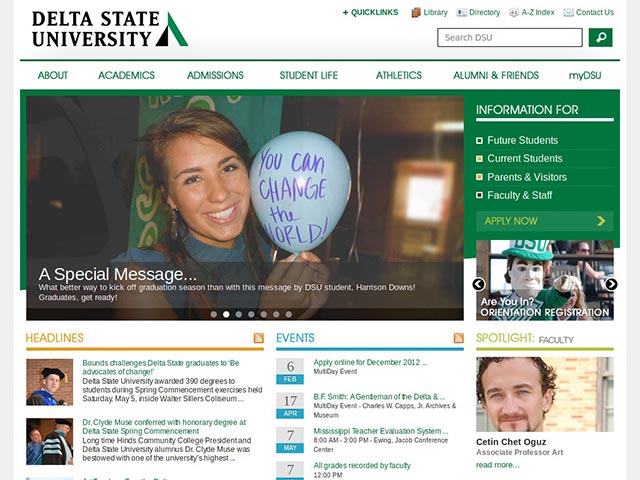 DELTA STATE
UNIVERSITY
+ QUICKLINKS
Library
Directory
A-Z Index
Contact Us
Search DSU
ABOUT
ACADEMICS
ADMISSIONS
STUDENT LIFE
ATHLETICS
ALUMNI & FRIENDS
myDSU
YOU CAN
CHANGE
the
WORLD!
A Special Message...
What better way to kick off graduation season than with this message by DSU student, Harrison Downs!
Graduates, get ready!
INFORMATION FOR
Future Students
Current Students
Parents & Visitors
Faculty & Staff
APPLY NOW
DSU
Are You In?
ORIENTATION REGISTRATION
HEADLINES
Bounds challenges Delta State graduates to 'Be
advocates of change!'
Delta State University awarded 390 degrees to
students during Spring Commencement exercises held
Saturday, May 5, inside Walter Sillers Coliseum ...
Dr. Clyde Muse conferred with honorary degree at
Delta State Spring Commencement
Long time Hinds Community College President and
Delta State University alumnus Dr. Clyde Muse was
bestowed with one of the university's highest ...
EVENTS
6
FEB
Apply online for December 2012 ...
MultiDay Event
17
APR
B.F. Smith: A Gentleman of the Delta & ...
MultiDay Event - Charles W. Capps, Jr. Archives &
Museum
7
MAY
Mississippi Teacher Evaluation System ...
8:00 AM - 3:00 PM - Ewing, Jacob Conference
Center
7
All grades recorded by faculty
12:00 PM
SPOTLIGHT: FACULTY
Cetin Chet Oguz
Associate Professor Art
read more...